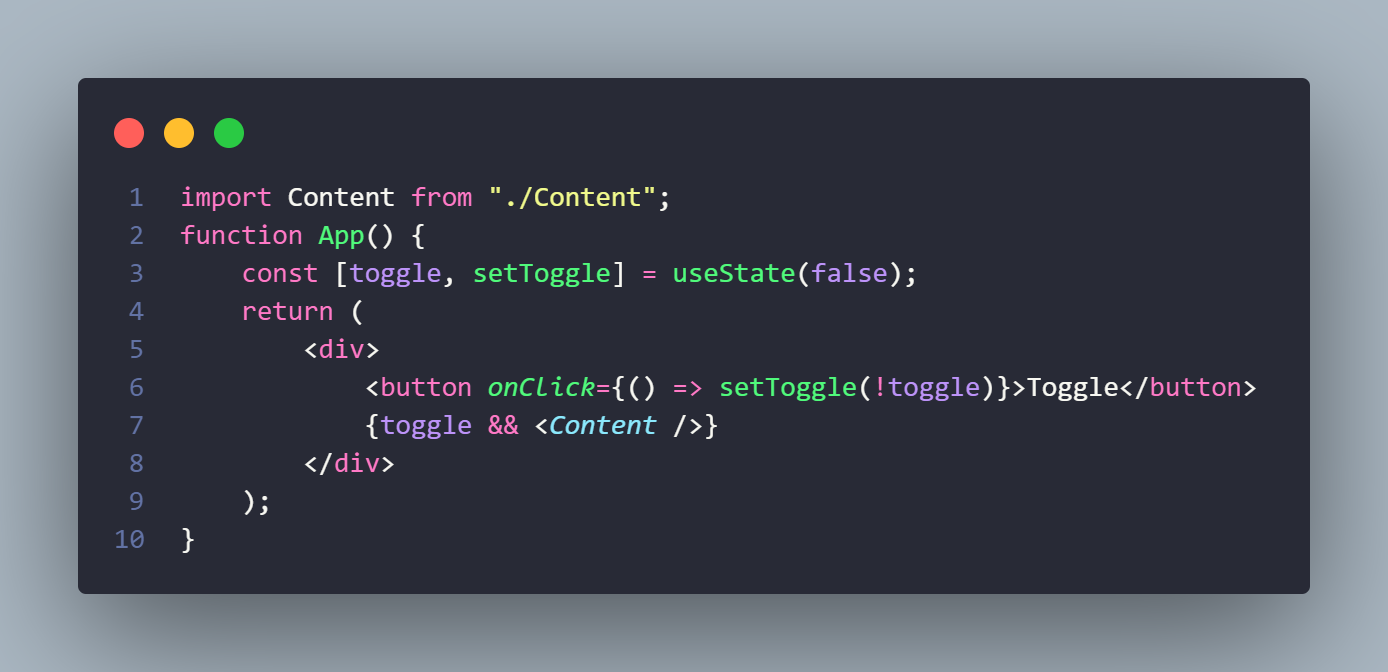 1 import Content from "./Content";
2 function App() {
3     const [toggle, setToggle] = useState(false);
4     return (
5         <div>
6             <button onClick={() => setToggle(!toggle)}>Toggle</button>
7             {toggle && <Content />}
8         </div>
9     );
10 }